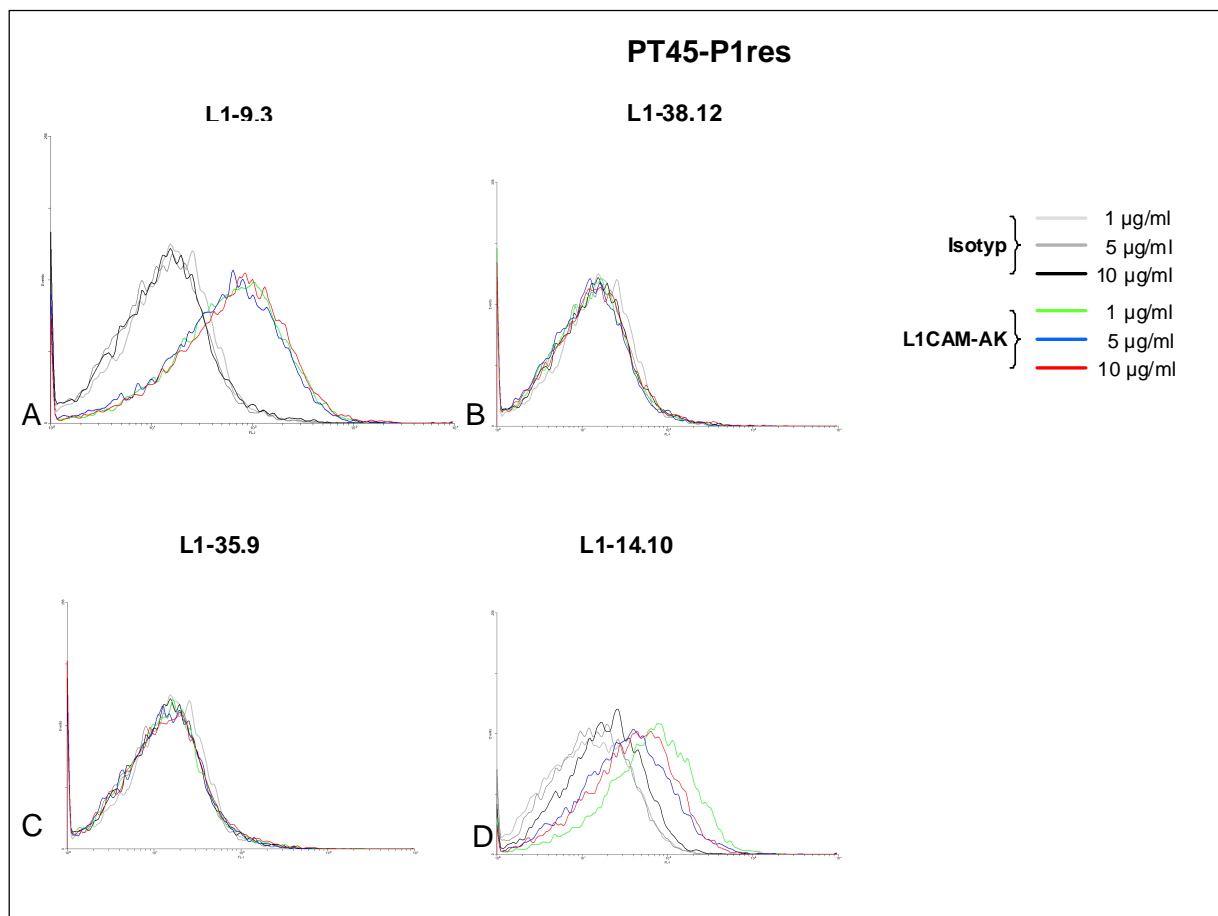 PT45-P1res
L1-9.3
L1-38.12
Isotyp
1 µg/ml
5 µg/ml
10 µg/ml
L1CAM-AK
1 µg/ml
5 µg/ml
10 µg/ml
A
B
L1-35.9
L1-14.10
C
D